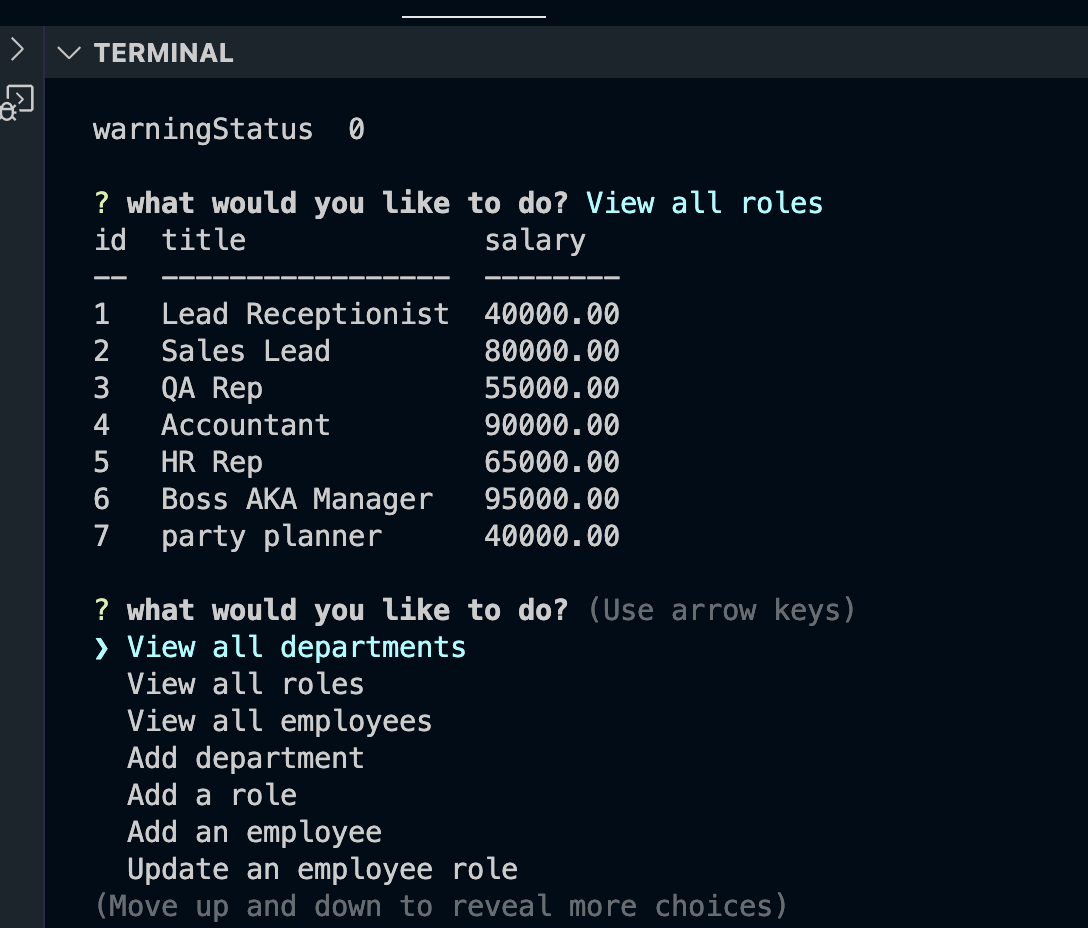 TERMINAL
warningStatus  0
? what would you like to do? View all roles
id  title              salary
--  -----------------  --------
1   Lead Receptionist  40000.00
2   Sales Lead         80000.00
3   QA Rep             55000.00
4   Accountant         90000.00
5   HR Rep             65000.00
6   Boss AKA Manager   95000.00
7   party planner      40000.00
? what would you like to do? (Use arrow keys)
❯ View all departments
  View all roles
  View all employees
  Add department
  Add a role
  Add an employee
  Update an employee role
(Move up and down to reveal more choices)